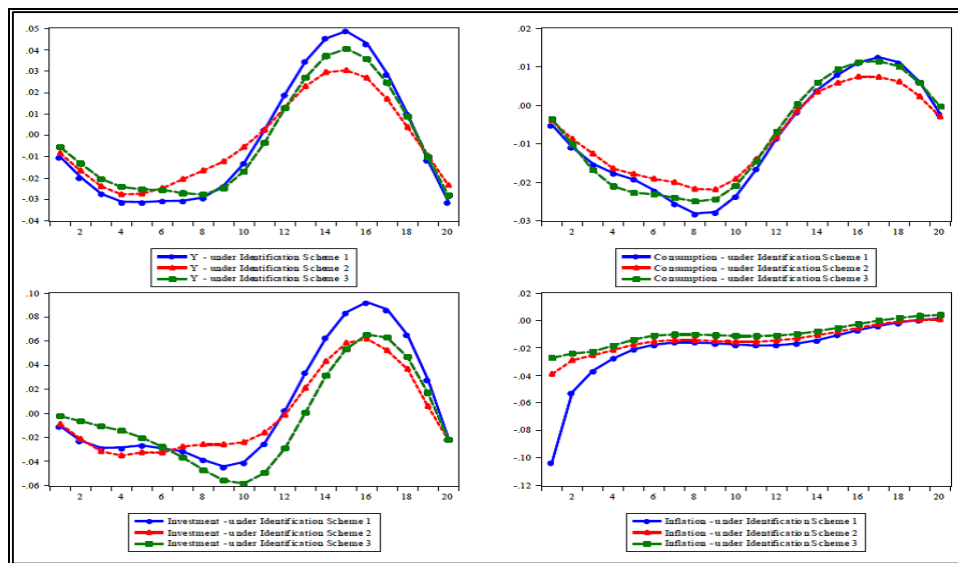 .05
.04
.03
.02
.01
.00
-.01
-.02
-.03
-.04
2 4 6 8 10 12 14 16 18 20
Y - under Identification Scheme 1
Y - under Identification Scheme 2
Y - under Identification Scheme 3
.02
.01
.00
-.01
-.02
-.03
2 4 6 8 10 12 14 16 18 20
Consumption - under Identification Scheme 1
Consumption - under Identification Scheme 2
Consumption - under Identification Scheme 3
.10
.08
.06
.04
.02
.00
-.02
-.04
-.06
2 4 6 8 10 12 14 16 18 20
Investment - under Identification Scheme 1
Investment - under Identification Scheme 2
Investment - under Identification Scheme 3
.02
.00
-.02
-.04
-.06
-.08
-.10
-.12
2 4 6 8 10 12 14 16 18 20
Inflation - under Identification Scheme 1
Inflation - under Identification Scheme 2
Inflation - under Identification Scheme 3